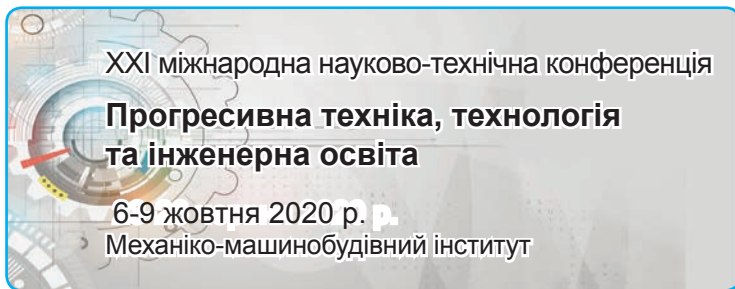 XXI міжнародна науково-технічна конференція
Прогресивна техніка, технологія
та інженерна освіта
6-9 жовтня 2020 р.
Механіко-машинобудівний інститут